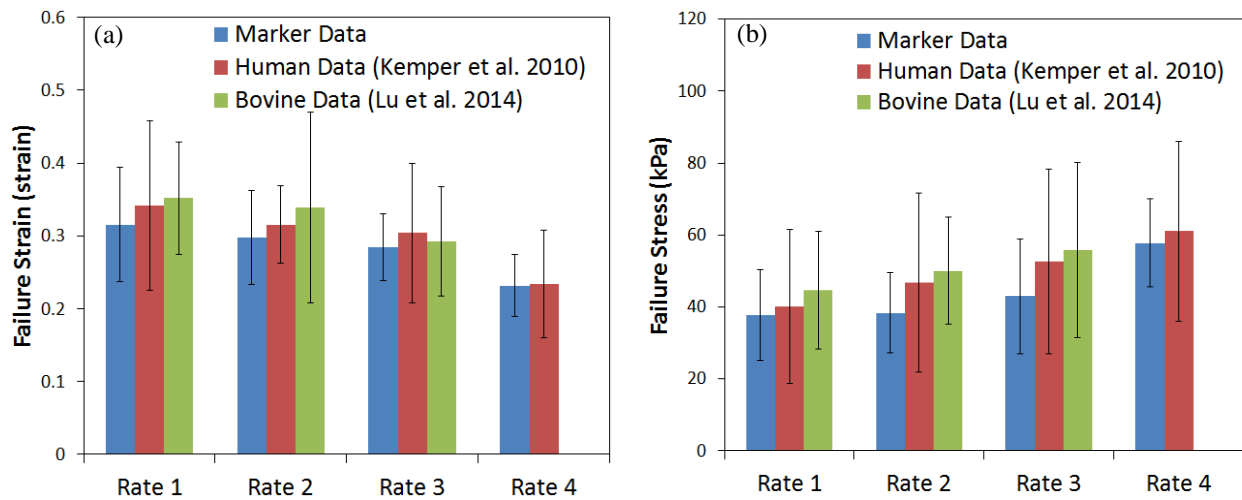 (a)
Marker Data
Human Data (Kemper et al. 2010)
Bovine Data (Lu et al. 2014)
Failure Strain (strain)
0.6
0.5
0.4
0.3
0.2
0.1
0
Rate 1 Rate 2 Rate 3 Rate 4
(b)
Marker Data
Human Data (Kemper et al. 2010)
Bovine Data (Lu et al. 2014)
Failure Stress (kPa)
120
100
80
60
40
20
0
Rate 1 Rate 2 Rate 3 Rate 4